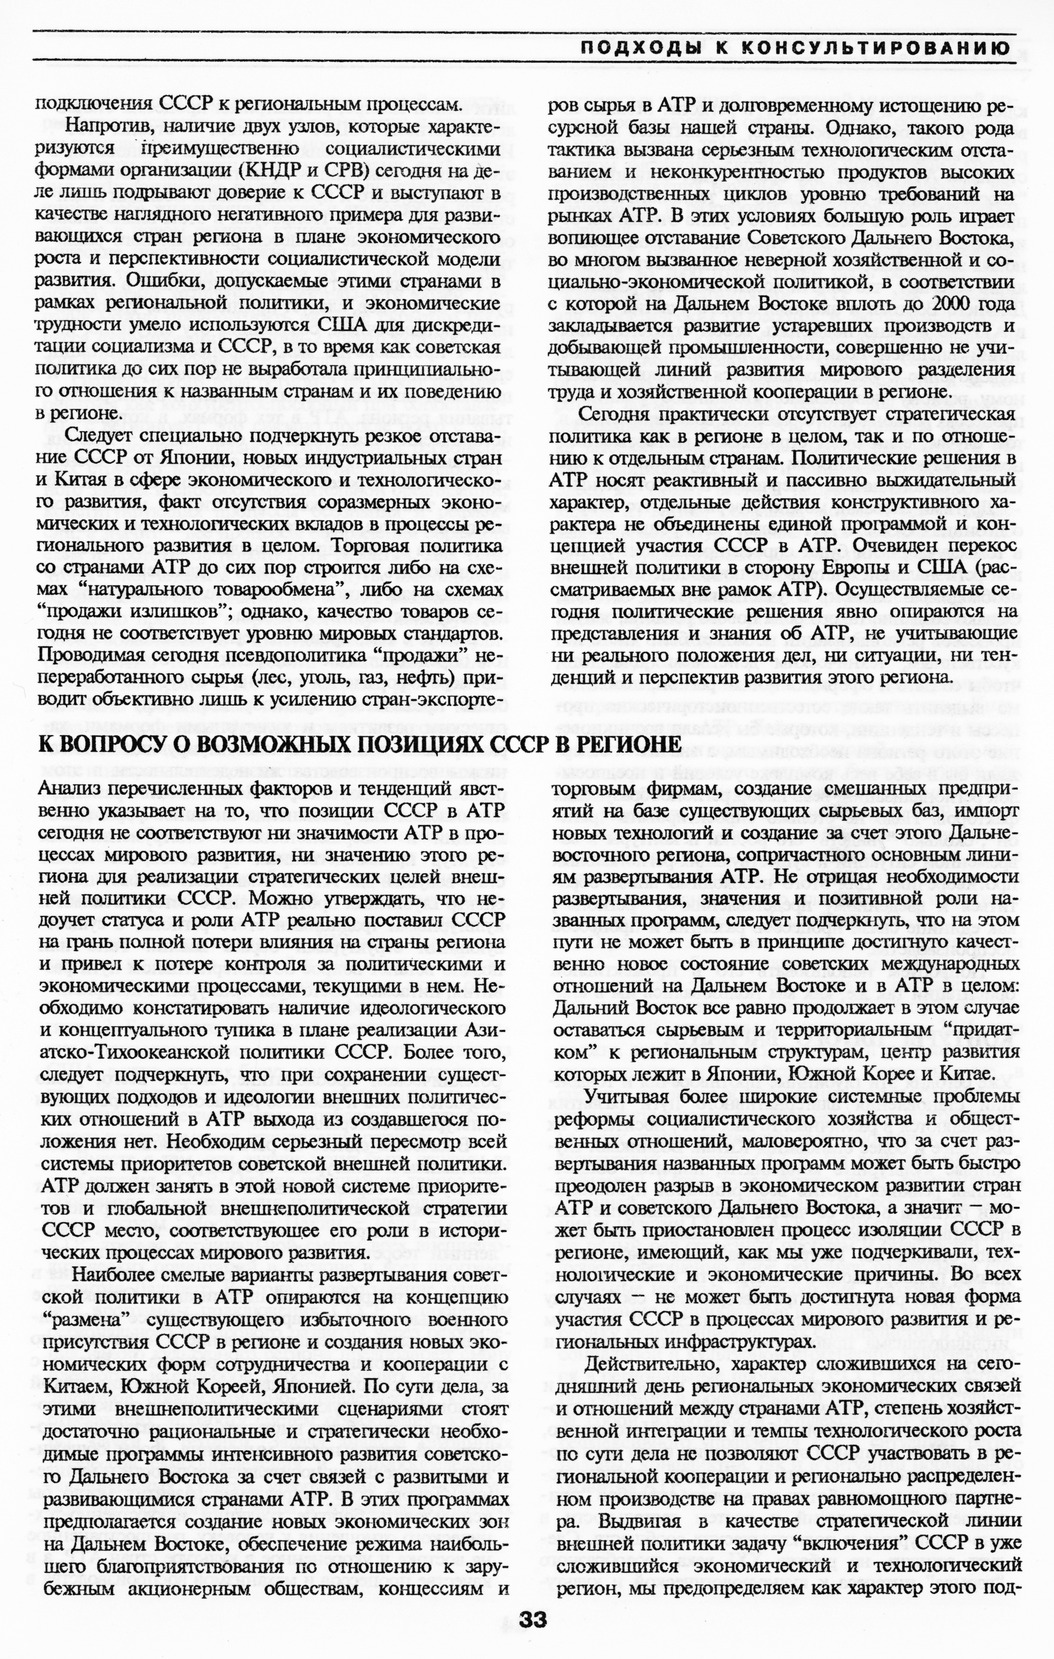 ПОДХОДЫ К КОНСУЛЬТИРОВАНИЮ
подключения СССР к региональным процессам.
Напротив, наличие двух узлов, которые характе-
ризуются преимущественно социалистическими
формами организации (КНДР и СРВ) сегодня на де-
ле лишь подрывают доверие к СССР и выступают в
качестве наглядного негативного примера для разви-
вающихся стран региона в плане экономического
роста и перспективности социалистической модели
развития. Ошибки, допускаемые этими странами в
рамках региональной политики, и экономические
трудности умело используются США для дискреди-
тации социализма и СССР, в то время как советская
политика до сих пор не выработала принципиально-
го отношения к названным странам и их поведению
в регионе.
Следует специально подчеркнуть резкое отстава-
ние СССР от Японии, новых индустриальных стран
и Китая в сфере экономического и технологическо-
го развития, факт отсутствия соразмерных эконо-
мических и технологических вкладов в процессы ре-
гионального развития в целом. Торговая политика
со странами АТР до сих пор строится либо на схе-
мах “натурального товарообмена”, либо на схемах
“продажи излишков”; однако, качество товаров се-
годня не соответствует уровню мировых стандартов.
Проводимая сегодня псевдополитика “продажи” не-
переработанного сырья (лес, уголь, газ, нефть) при-
водит объективно лишь к усилению стран-экспорте-
ров сырья в АТР и долговременному истощению ре-
сурсной базы нашей страны. Однако, такого рода
тактика вызвана серьезным технологическим отста-
ванием и неконкурентностью продуктов высоких
производственных циклов уровню требований на
рынках АТР. В этих условиях большую роль играет
вопиющее отставание Советского Дальнего Востока,
во многом вызванное неверной хозяйственной и со-
циально-экономической политикой, в соответствии
с которой на Дальнем Востоке вплоть до 2000 года
закладывается развитие устаревших производств и
добывающей промышленности, совершенно не учи-
тывающей линий развития мирового разделения
труда и хозяйственной кооперации в регионе.
Сегодня практически отсутствует стратегическая
политика как в регионе в целом, так и по отноше-
нию к отдельным странам. Политические решения в
АТР носят реактивный и пассивно выжидательный
характер, отдельные действия конструктивного ха-
рактера не объединены единой программой и кон-
цепцией участия СССР в АТР. Очевиден перекос
внешней политики в сторону Европы и США (рас-
сматриваемых вне рамок АТР). Осуществляемые се-
годня политические решения явно опираются на
представления и знания об АТР, не учитывающие
ни реального положения дел, ни ситуации, ни тен-
денций и перспектив развития этого региона.
К ВОПРОСУ О ВОЗМОЖНЫХ ПОЗИЦИЯХ СССР В РЕГИОНЕ
Анализ перечисленных факторов и тенденций явст-
венно указывает на то, что позиции СССР в АТР
сегодня не соответствуют ни значимости АТР в про-
цессах мирового развития, ни значению этого ре-
гиона для реализации стратегических целей внеш-
ней политики СССР. Можно утверждать, что не-
доучет статуса и роли АТР реально поставил СССР
на грань полной потери влияния на страны региона
и привел к потере контроля за политическими и
экономическими процессами, текущими в нем. Не-
обходимо констатировать наличие идеологического
и концептуального тупика в плане реализации Ази-
атско-Тихоокеанской политики СССР. Более того,
следует подчеркнуть, что при сохранении сущест-
вующих подходов и идеологии внешних политичес-
ких отношений в АТР выхода из создавшегося по-
ложения нет. Необходим серьезный пересмотр всей
системы приоритетов советской внешней политики.
АТР должен занять в этой новой системе приорите-
тов и глобальной внешнеполитической стратегии
СССР место, соответствующее его роли в истори-
ческих процессах мирового развития.
Наиболее смелые варианты развертывания совет-
ской политики в АТР опираются на концепцию
“размена” существующего избыточного военного
присутствия СССР в регионе и создания новых эко-
номических форм сотрудничества и кооперации с
Китаем, Южной Кореей, Японией. По сути дела, за
этими внешнеполитическими сценариями стоят
достаточно рациональные и стратегически необхо-
димые программы интенсивного развития советско-
го Дальнего Востока за счет связей с развитыми и
развивающимися странами АТР. В этих программах
предполагается создание новых экономических зон
на Дальнем Востоке, обеспечение режима наиболь-
шего благоприятствования по отношению к зару-
бежным акционерным обществам, концессиям и
торговым фирмам, создание смешанных предпри-
ятий на базе существующих сырьевых баз, импорт
новых технологий и создание за счет этого Дальне-
восточного региона, сопричастного основным лини-
ям развертывания АТР. Не отрицая необходимости
развертывания, значения и позитивной роли на-
званных программ, следует подчеркнуть, что на этом
пути не может быть в принципе достигнуто качест-
венно новое состояние советских международных
отношений на Дальнем Востоке и в АТР в целом:
Дальний Восток все равно продолжает в этом случае
оставаться сырьевым и территориальным “придат-
ком” к региональным структурам, центр развития
которых лежит в Японии, Южной Корее и Китае.
Учитывая более широкие системные проблемы
реформы социалистического хозяйства и общест-
венных отношений, маловероятно, что за счет раз-
вертывания названных программ может быть быстро
преодолен разрыв в экономическом развитии стран
АТР и советского Дальнего Востока, а значит — мо-
жет быть приостановлен процесс изоляции СССР в
регионе, имеющий, как мы уже подчеркивали, тех-
нологические и экономические причины. Во всех
случаях — не может быть достигнута новая форма
участия СССР в процессах мирового развития и ре-
гиональных инфраструктурах.
Действительно, характер сложившихся на сего-
дняшний день региональных экономических связей
и отношений между странами АТР, степень хозяйст-
венной интеграции и темпы технологического роста
по сути дела не позволяют СССР участвовать в ре-
гиональной кооперации и регионально распределен-
ном производстве на правах равномощного партне-
ра. Выдвигая в качестве стратегической линии
внешней политики задачу “включения” СССР в уже
сложившийся экономический и технологический
регион, мы предопределяем как характер этого под-
33